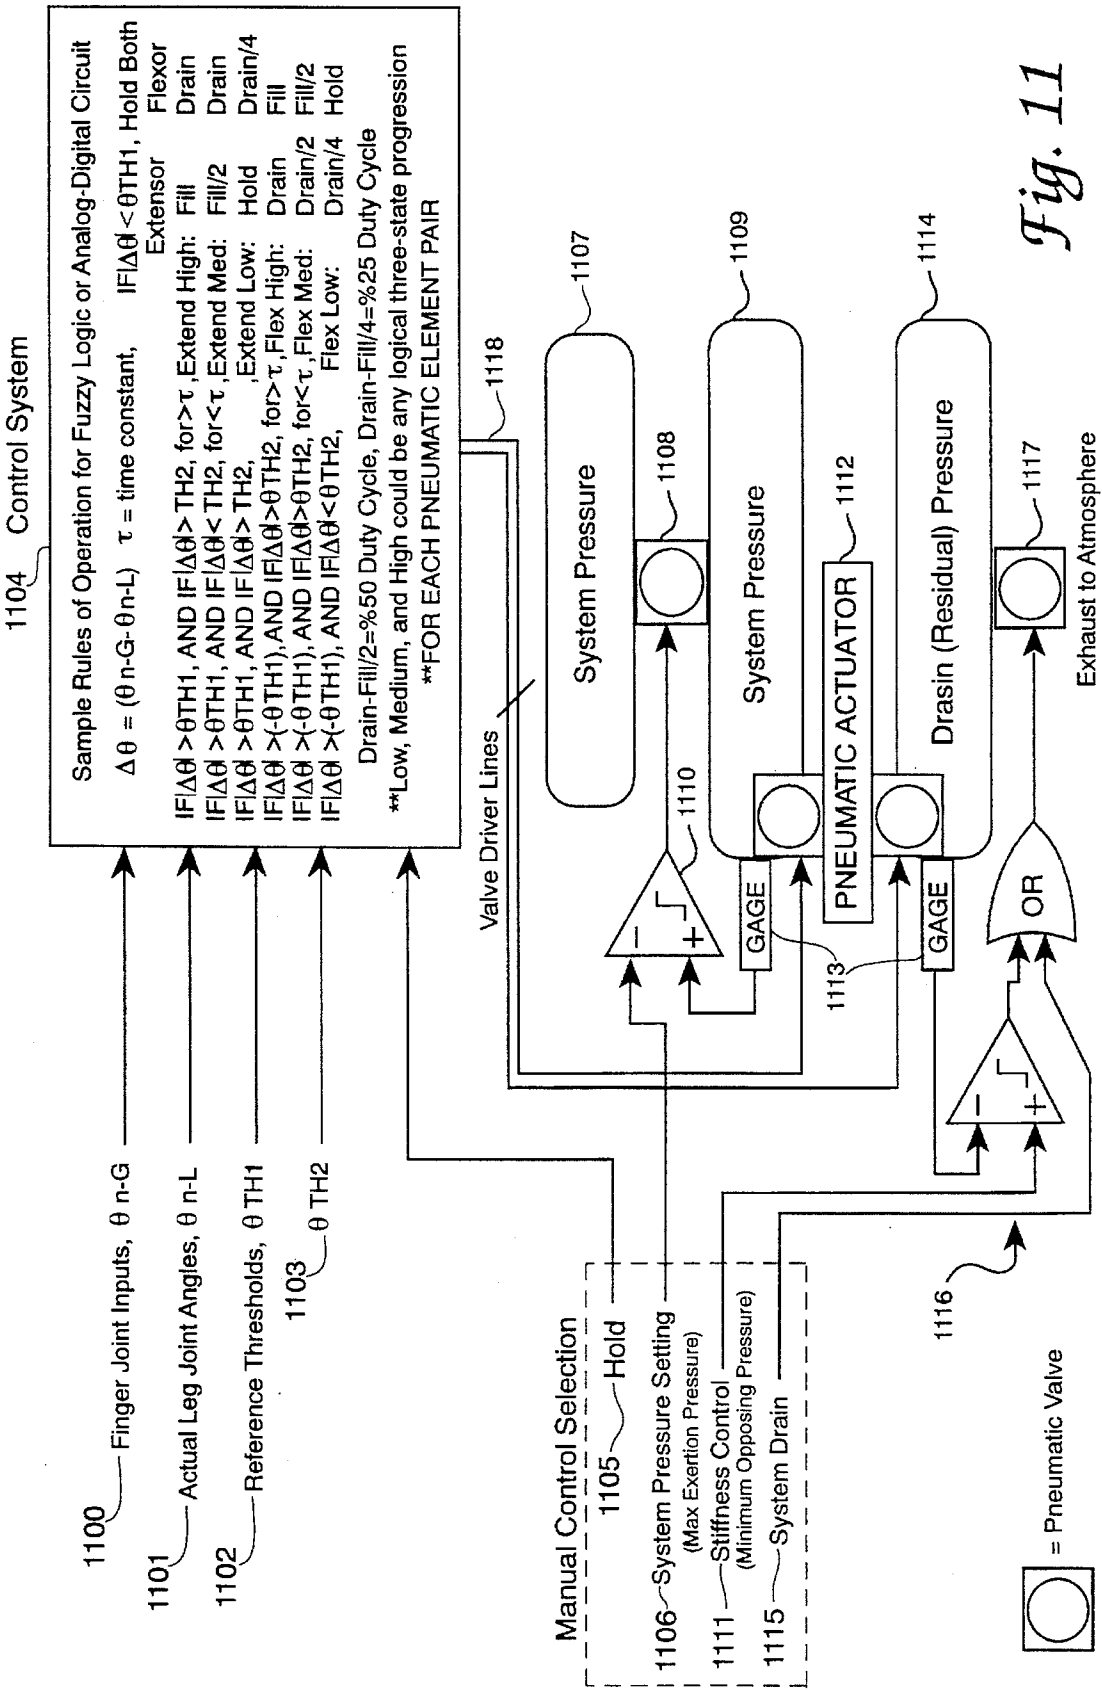 1104 Control System
Sample Rules of Operation for Fuzzy Logic or Analog-Digital Circuit
Δθ = (θ n-G-θ n-L) τ = time constant, IF|Δθ|<θTH1, Hold Both
Extensor Flexor
IF|Δθ|>θTH1, AND IF|Δθ|>TH2, for>τ,Extend High: Fill Drain
IF|Δθ|>θTH1, AND IF|Δθ|<TH2, for<τ,Extend Med: Fill/2 Drain
IF|Δθ|>θTH1, AND IF|Δθ|>TH2, ,Extend Low: Hold Drain/4
IF|Δθ|>(-θTH1),AND IF|Δθ|>θTH2, for>τ,Flex High: Drain Fill
IF|Δθ|>(-θTH1), AND IF|Δθ|>θTH2, for<τ,Flex Med: Drain/2 Fill/2
IF|Δθ|>(-θTH1), AND IF|Δθ|<θTH2, Flex Low: Drain/4 Hold
Drain-Fill/2=%50 Duty Cycle, Drain-Fill/4=%25 Duty Cycle
**Low, Medium, and High could be any logical three-state progression
**FOR EACH PNEUMATIC ELEMENT PAIR
1100 Finger Joint Inputs, θ n-G
1101 Actual Leg Joint Angles, θ n-L
1102 Reference Thresholds, θ TH1
1103 θ TH2
Valve Driver Lines
1118
Manual Control Selection
1105 Hold
1106 System Pressure Setting
(Max Exertion Pressure)
1111 Stiffness Control
(Minimum Opposing Pressure)
1115 System Drain
System Pressure
1107
1108
- +
1110
System Pressure
1109
GAGE
1113
PNEUMATIC ACTUATOR
1112
GAGE
Drasin (Residual) Pressure
1114
- +
OR
1116
1117
Exhaust to Atmosphere
= Pneumatic Valve
Fig. 11